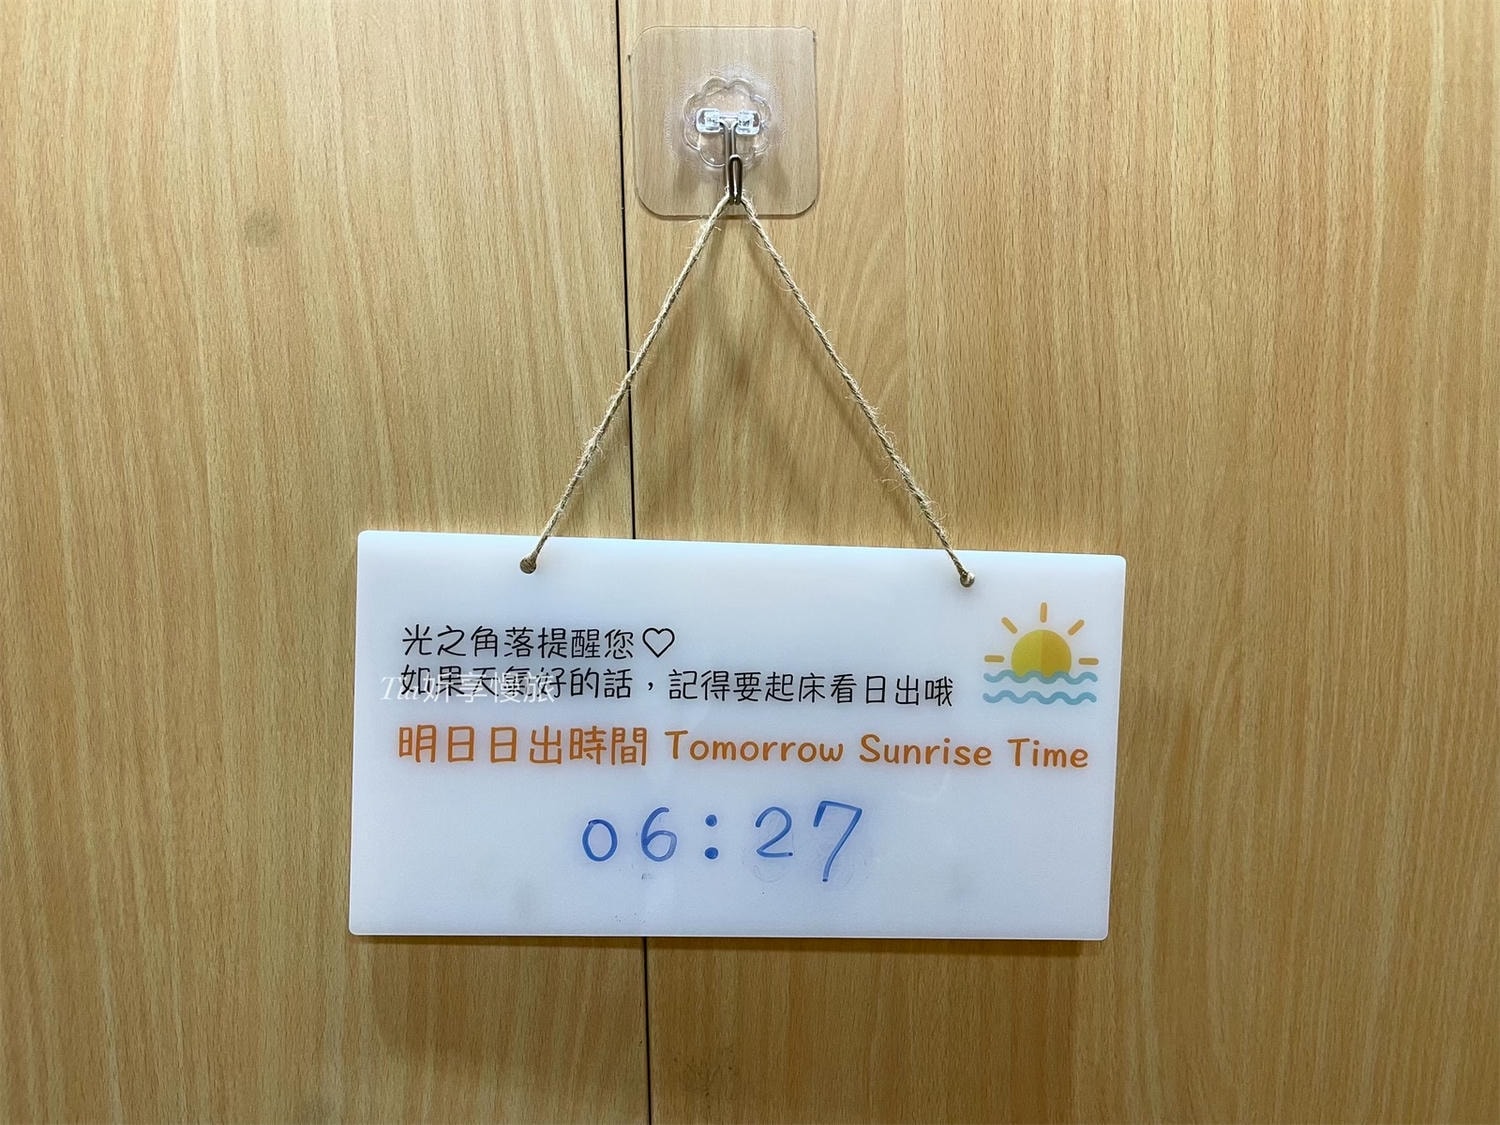 光之角落提醒您♡
如果天氣好的話，記得要起床看日出哦
明日日出時間 Tomorrow Sunrise Time
06:27